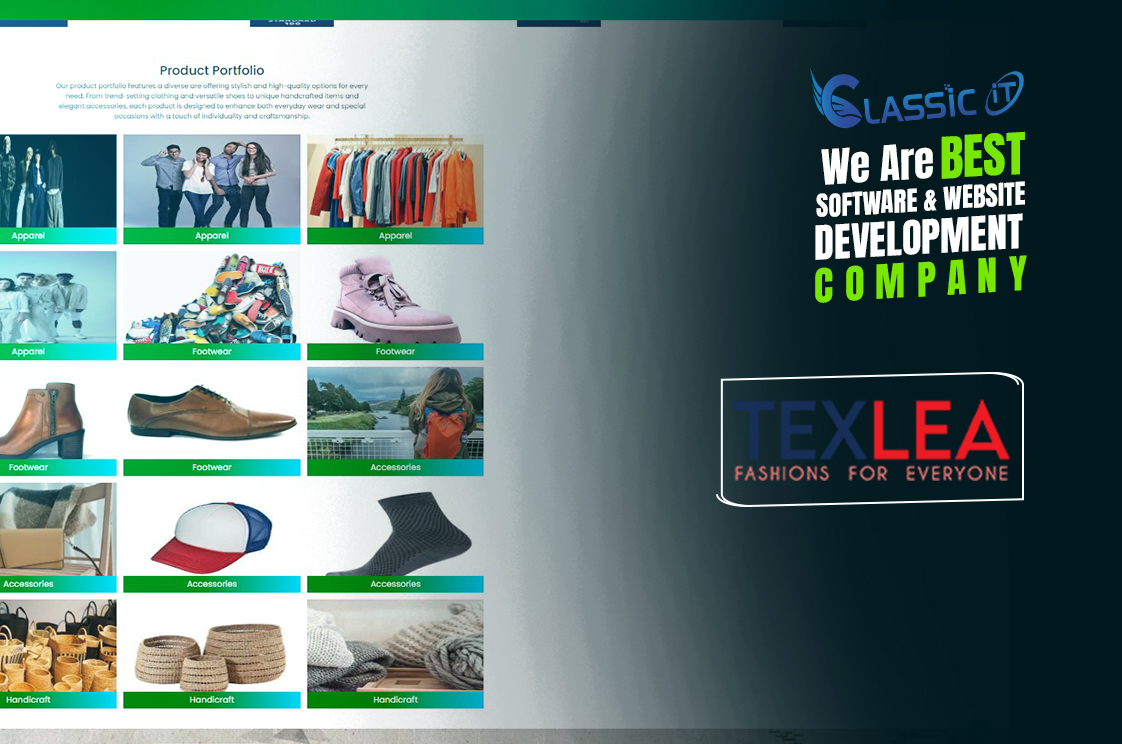 STANDARD
100
Product Portfolio
Our product portfolio features a diverse are offering stylish and high-quality options for every
need. From trend-setting clothing and versatile shoes to unique handcrafted items and
elegant accessories, each product is designed to enhance both everyday wear and special
occasions with a touch of individuality and craftsmanship.
Apparel
Apparel
Apparel
Apparel
Footwear
Footwear
Footwear
Footwear
Accessories
Accessories
Accessories
Accessories
Handicraft
Handicraft
Handicraft
CLASSIC IT
We Are BEST
SOFTWARE & WEBSITE
DEVELOPMENT
COMPANY
TEXLEA
FASHIONS FOR EVERYONE